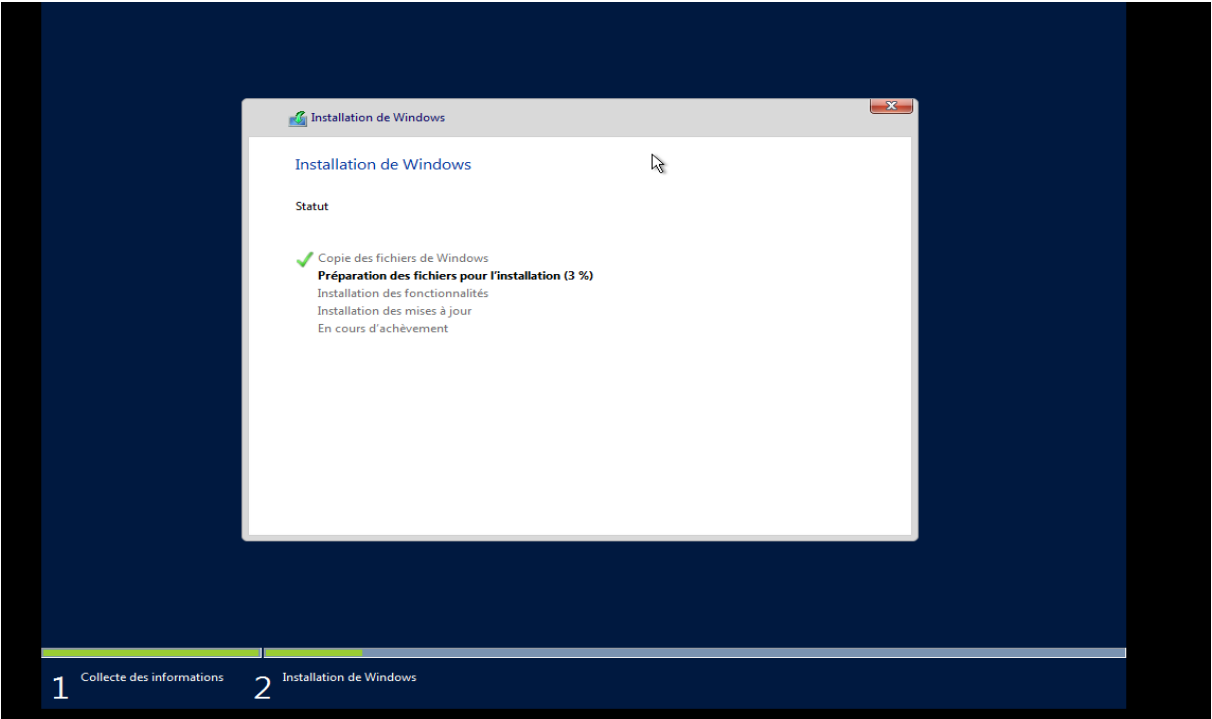 Installation de Windows
Installation de Windows
Statut
Copie des fichiers de Windows
Préparation des fichiers pour l'installation (3 %)
Installation des fonctionnalités
Installation des mises à jour
En cours d'achèvement
1 Collecte des informations 2 Installation de Windows